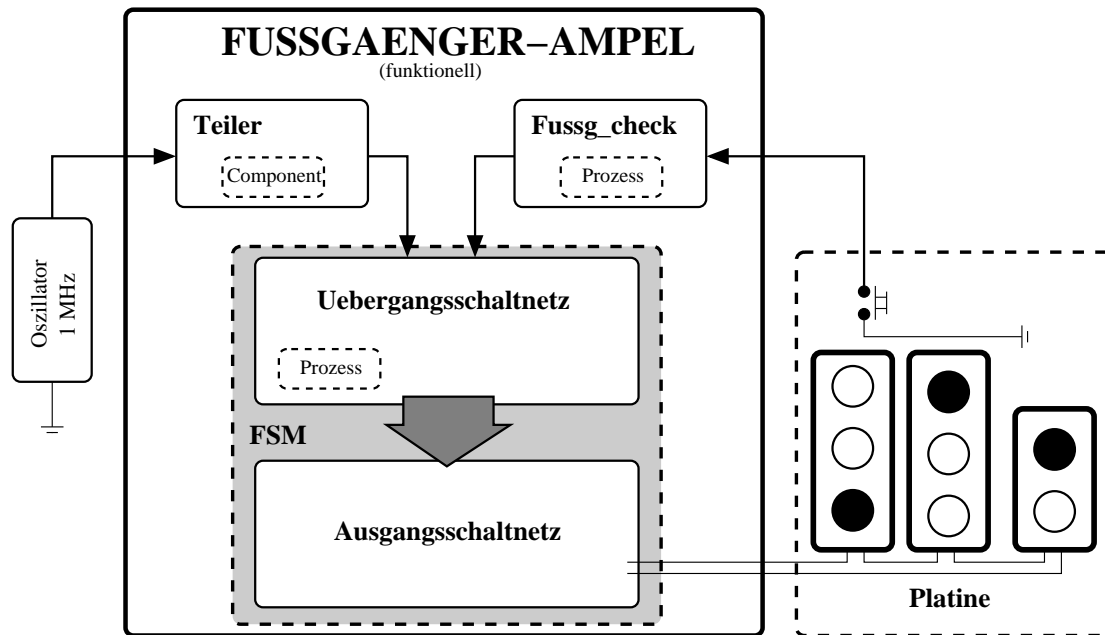 FUSSGAENGER–AMPEL
(funktionell)
Teiler
Component
Fussg_check
Prozess
Oszillator
1 MHz
Uebergangsschaltnetz
Prozess
FSM
Ausgangsschaltnetz
Platine